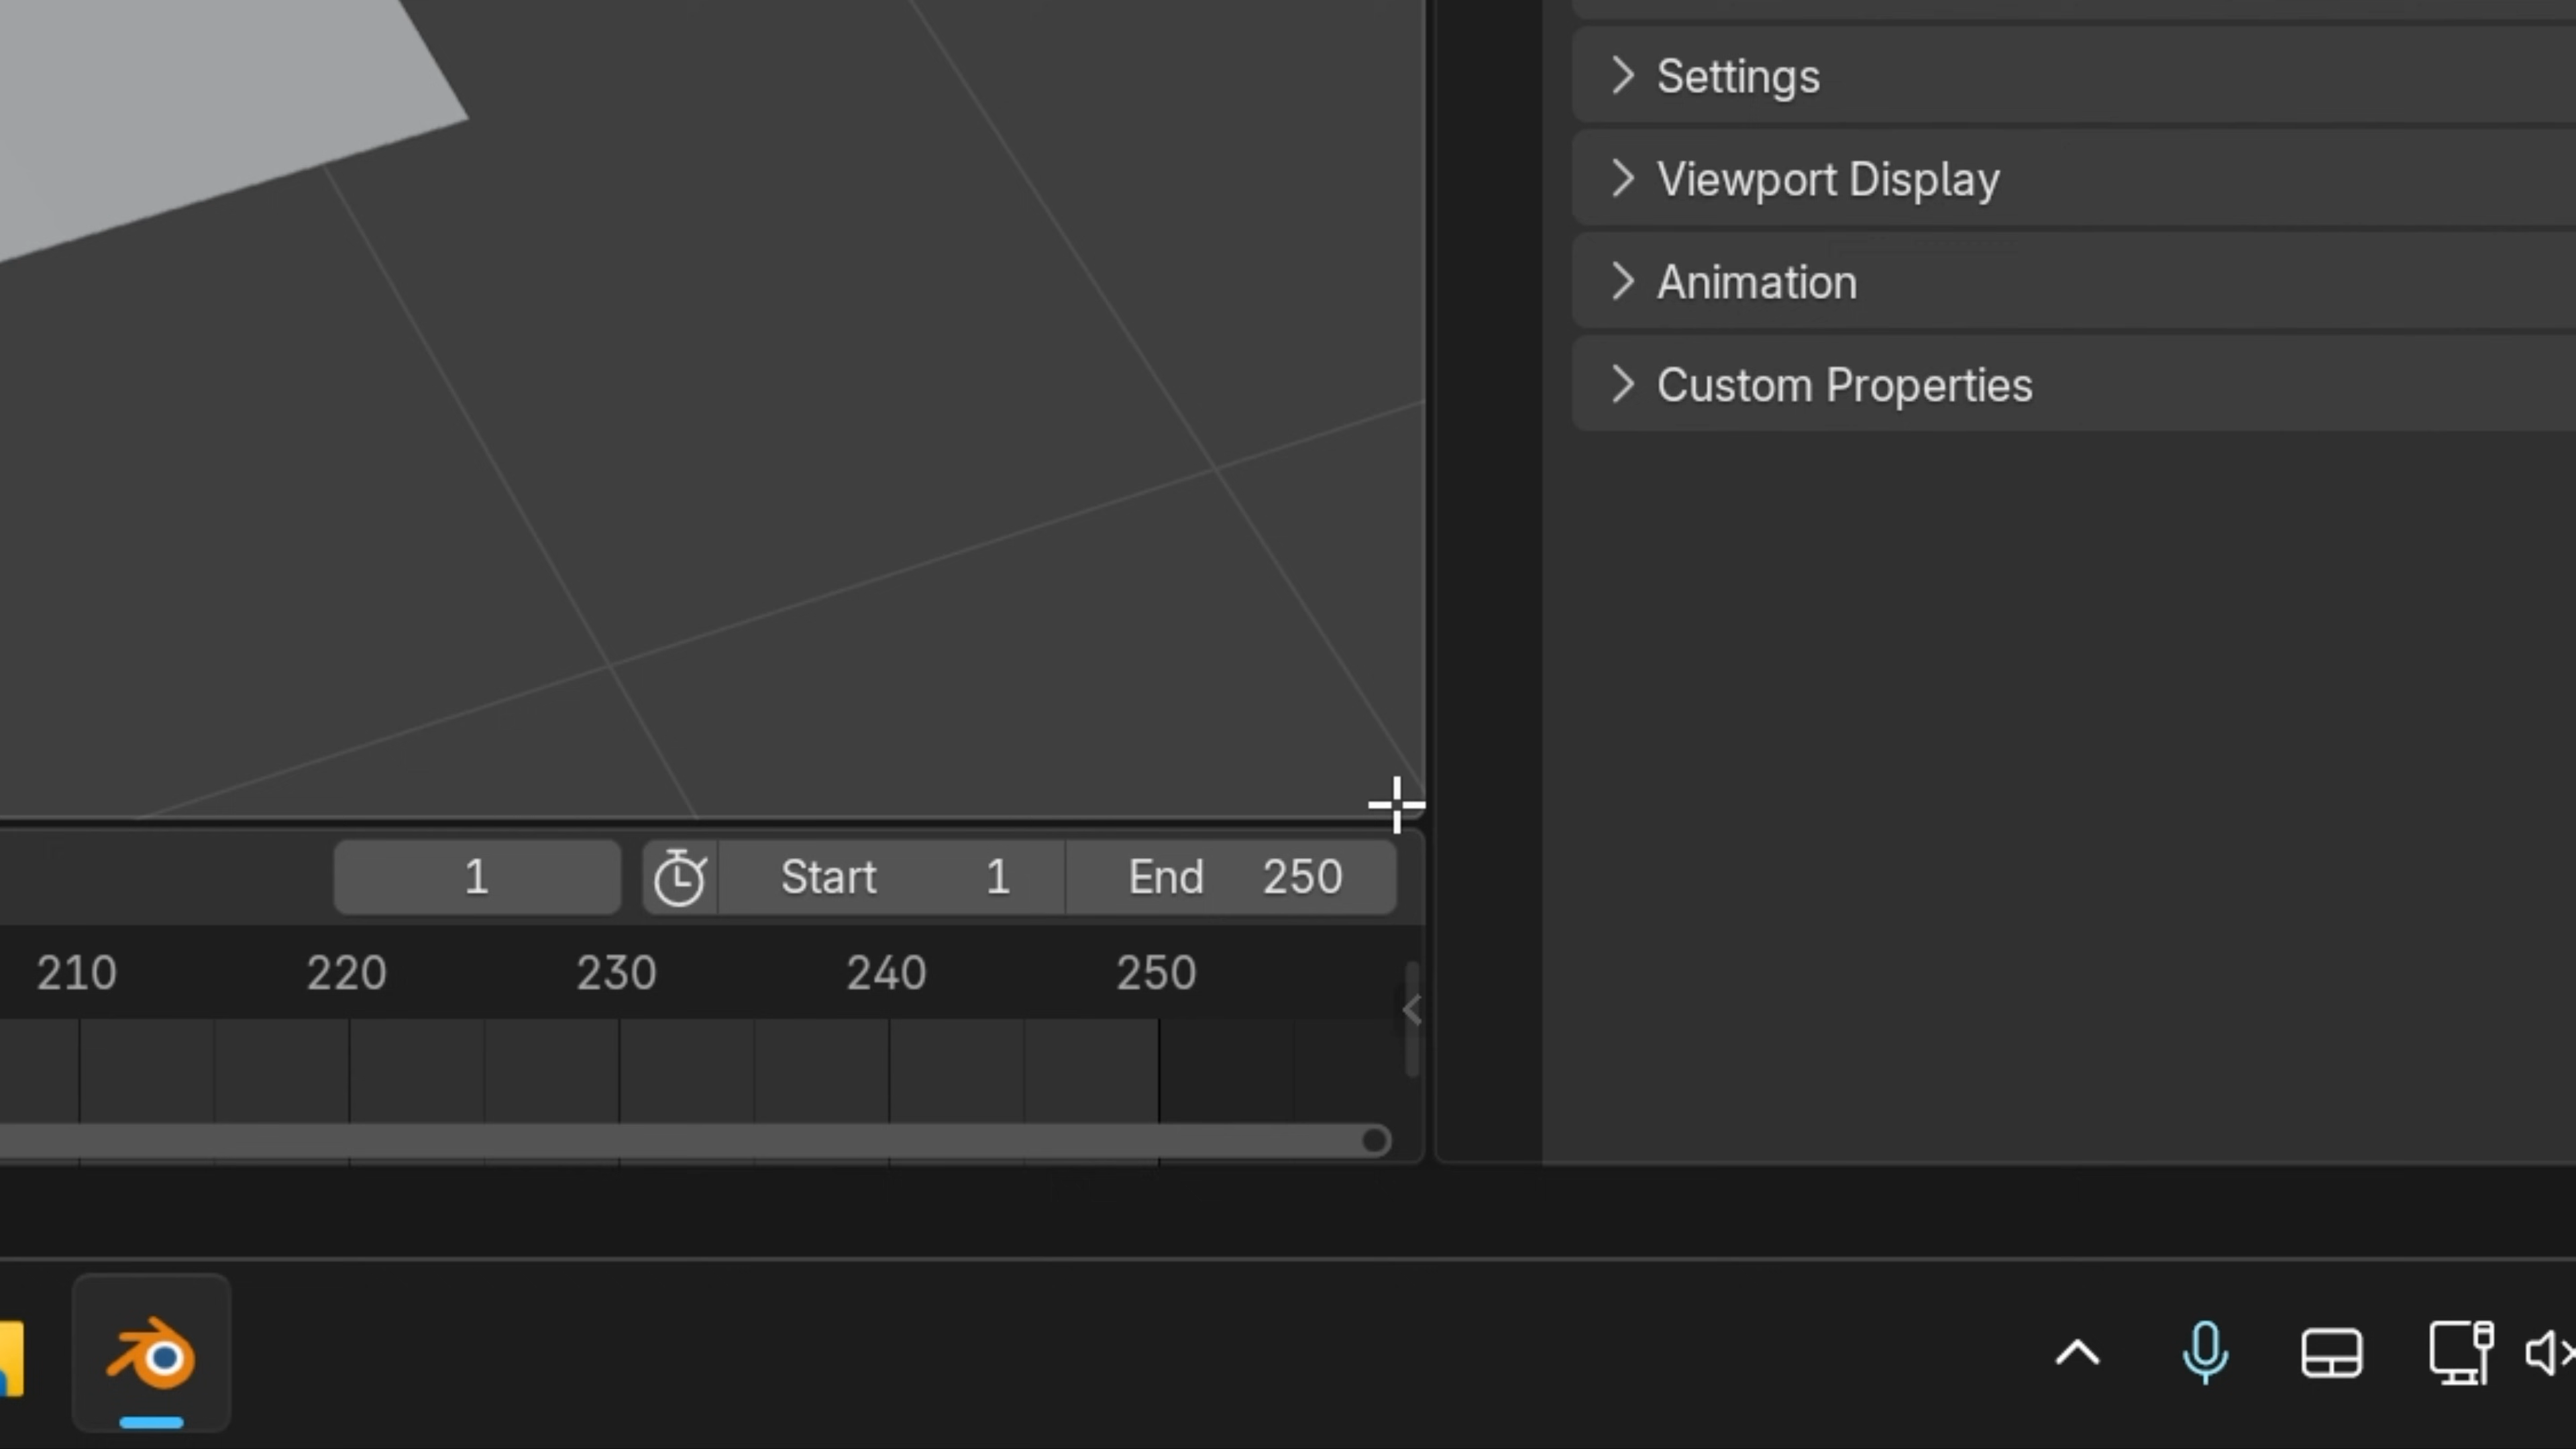 Settings
Viewport Display
Animation
Custom Properties
1
Start 1
End 250
210 220 230 240 250